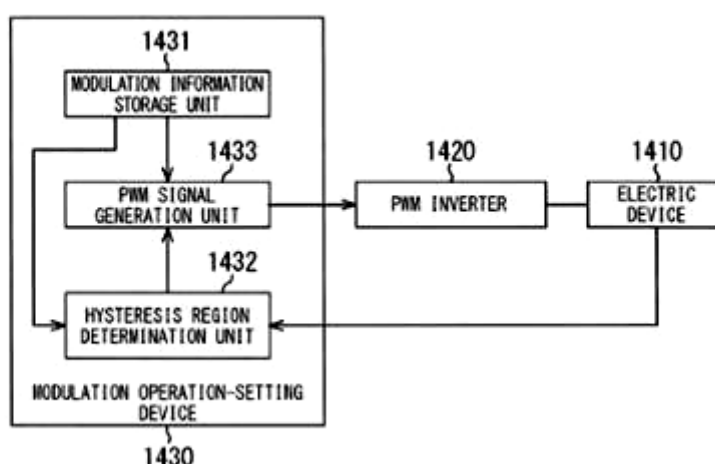 1431
MODULATION INFORMATION
STORAGE UNIT
1433
PWM SIGNAL
GENERATION UNIT
1420
PWM INVERTER
1410
ELECTRIC
DEVICE
1432
HYSTERESIS REGION
DETERMINATION UNIT
MODULATION OPERATION-SETTING
DEVICE
1430